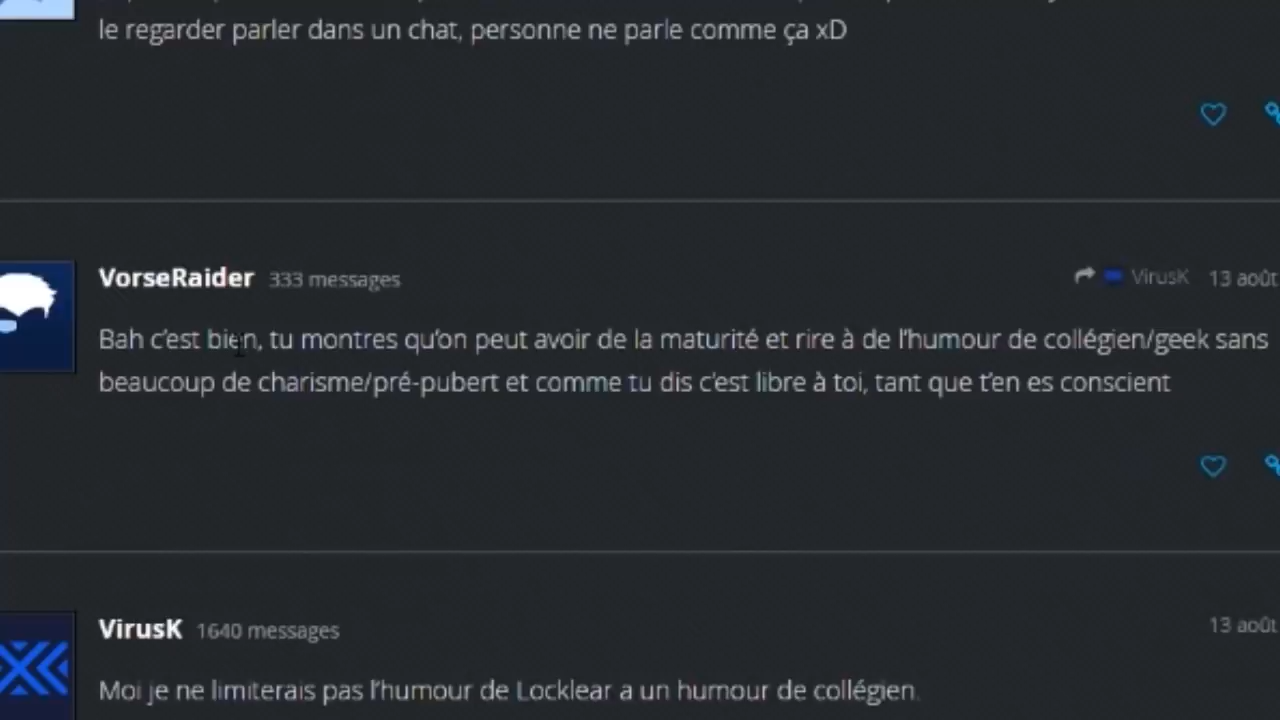 le regarder parler dans un chat, personne ne parle comme ça xD
VorseRaider 333 messages VirusK 13 août
Bah c'est bien, tu montres qu'on peut avoir de la maturité et rire à de l'humour de collégien/geek sans
beaucoup de charisme/pré-pubert et comme tu dis c'est libre à toi, tant que t'en es conscient
VirusK 1640 messages 13 août
Moi je ne limiterais pas l'humour de Locklear a un humour de collégien.